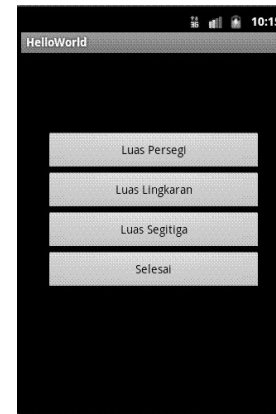 10:15
HelloWorld
Luas Persegi
Luas Lingkaran
Luas Segitiga
Selesai